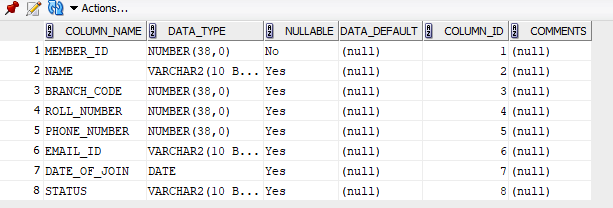 Actions...
COLUMN_NAME DATA_TYPE NULLABLE DATA_DEFAULT COLUMN_ID COMMENTS
1 MEMBER_ID NUMBER(38,0) No (null) 1 (null)
2 NAME VARCHAR2(10 B... Yes (null) 2 (null)
3 BRANCH_CODE NUMBER(38,0) Yes (null) 3 (null)
4 ROLL_NUMBER NUMBER(38,0) Yes (null) 4 (null)
5 PHONE_NUMBER NUMBER(38,0) Yes (null) 5 (null)
6 EMAIL_ID VARCHAR2(10 B... Yes (null) 6 (null)
7 DATE_OF_JOIN DATE Yes (null) 7 (null)
8 STATUS VARCHAR2(10 B... Yes (null) 8 (null)